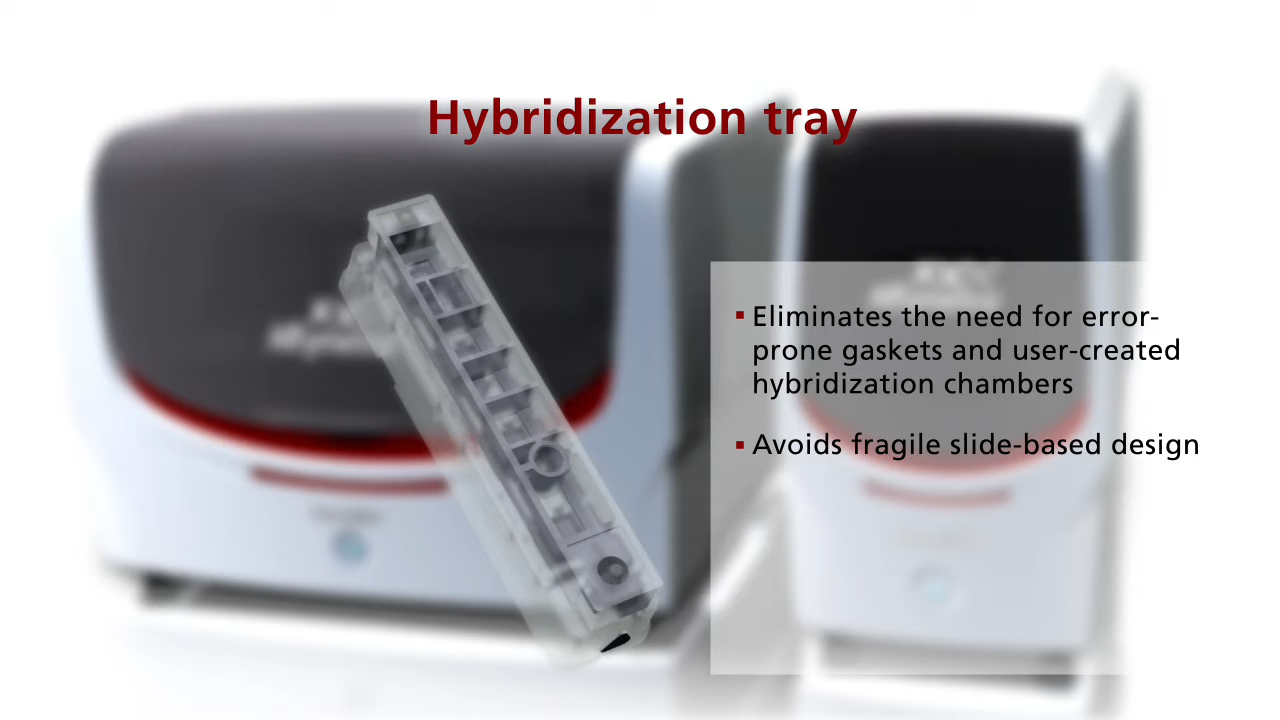 Hybridization tray
▪ Eliminates the need for error-
prone gaskets and user-created
hybridization chambers
▪ Avoids fragile slide-based design